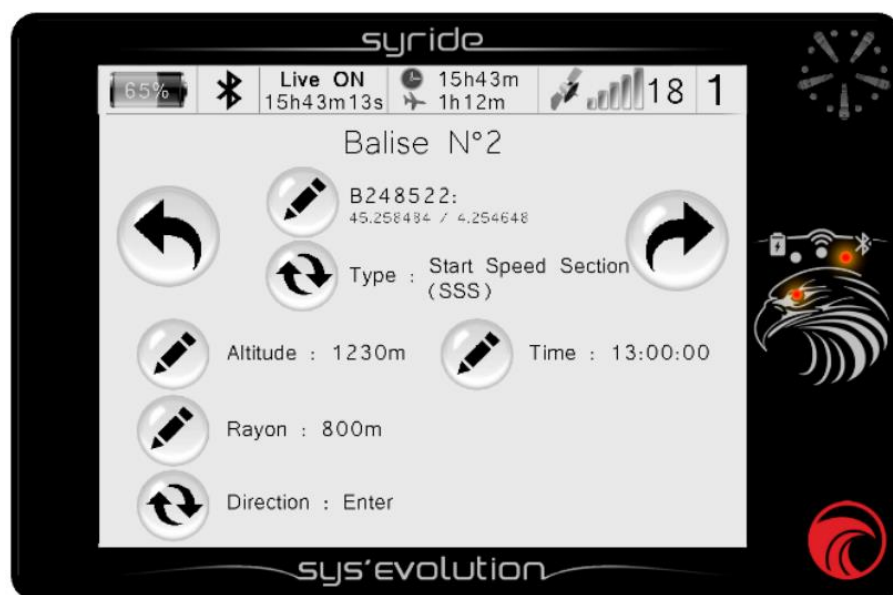 syride
65% Live ON 15h43m 18 1
15h43m13s 1h12m
Balise N°2
B248522:
45.258484 / 4.254648
Type : Start Speed Section
(SSS)
Altitude : 1230m Time : 13:00:00
Rayon : 800m
Direction : Enter
sys'evolution